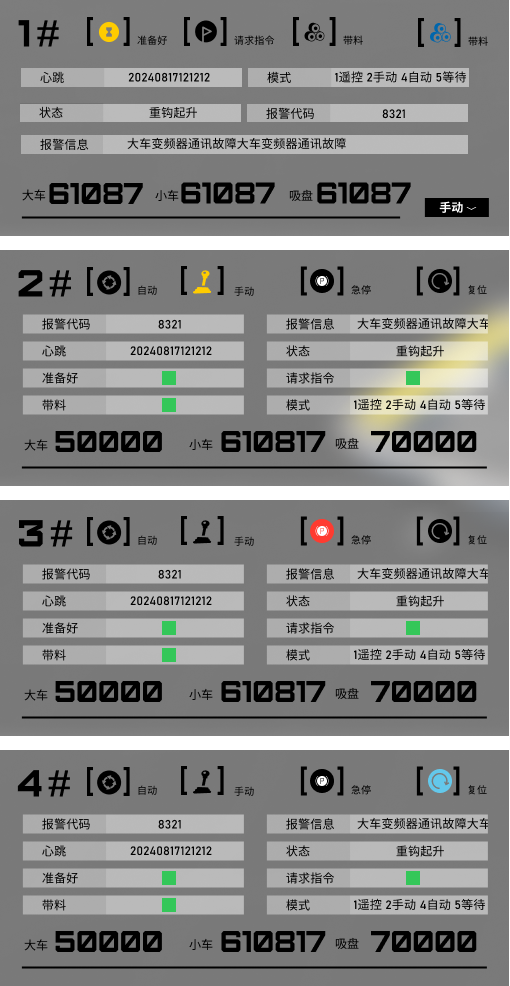 1# 准备好 请求指令 带料 带料
心跳 20240817121212 模式 1遥控 2手动 4自动 5等待
状态 重钩起升 报警代码 8321
报警信息 大车变频器通讯故障大车变频器通讯故障
大车 61087 小车 61087 吸盘 61087
手动
2# 自动 手动 急停 复位
报警代码 8321 报警信息 大车变频器通讯故障大车
心跳 20240817121212 状态 重钩起升
准备好 请求指令
带料 模式 1遥控 2手动 4自动 5等待
大车 50000 小车 610817 吸盘 70000
3# 自动 手动 急停 复位
报警代码 8321 报警信息 大车变频器通讯故障大车
心跳 20240817121212 状态 重钩起升
准备好 请求指令
带料 模式 1遥控 2手动 4自动 5等待
大车 50000 小车 610817 吸盘 70000
4# 自动 手动 急停 复位
报警代码 8321 报警信息 大车变频器通讯故障大车
心跳 20240817121212 状态 重钩起升
准备好 请求指令
带料 模式 1遥控 2手动 4自动 5等待
大车 50000 小车 610817 吸盘 70000